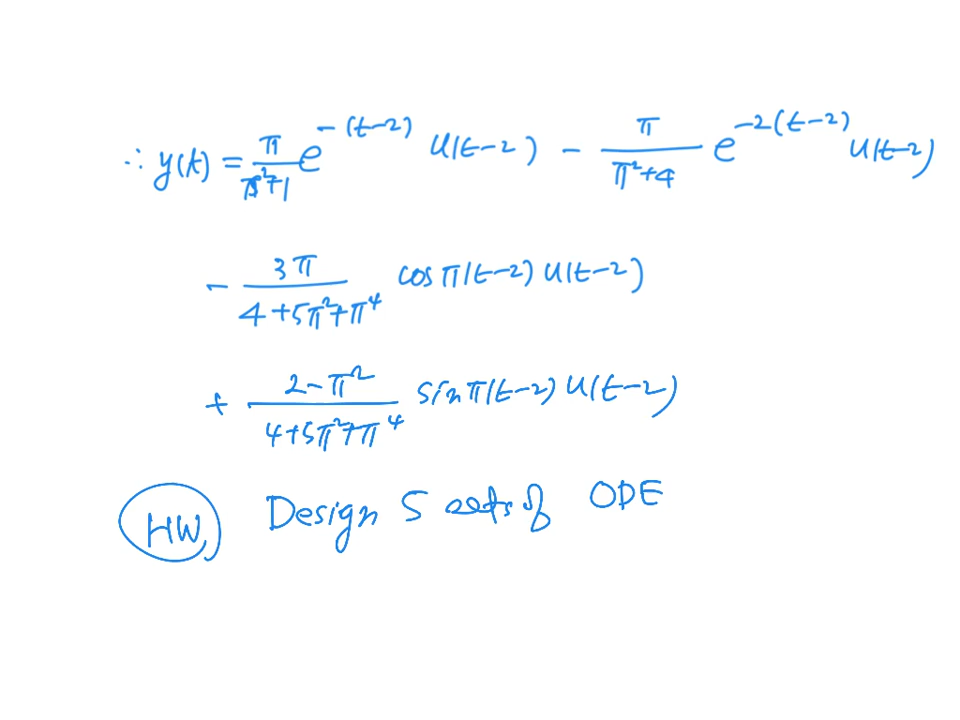 ∴ y(t) = π/(π²+1) e^{-(t-2)} u(t-2) - π/(π²+4) e^{-2(t-2)} u(t-2)
- 3π/(4+5π²+π⁴) cos π(t-2) u(t-2)
+ (2-π²)/(4+5π²+π⁴) sin π(t-2) u(t-2)
HW) Design 5 sets of ODE